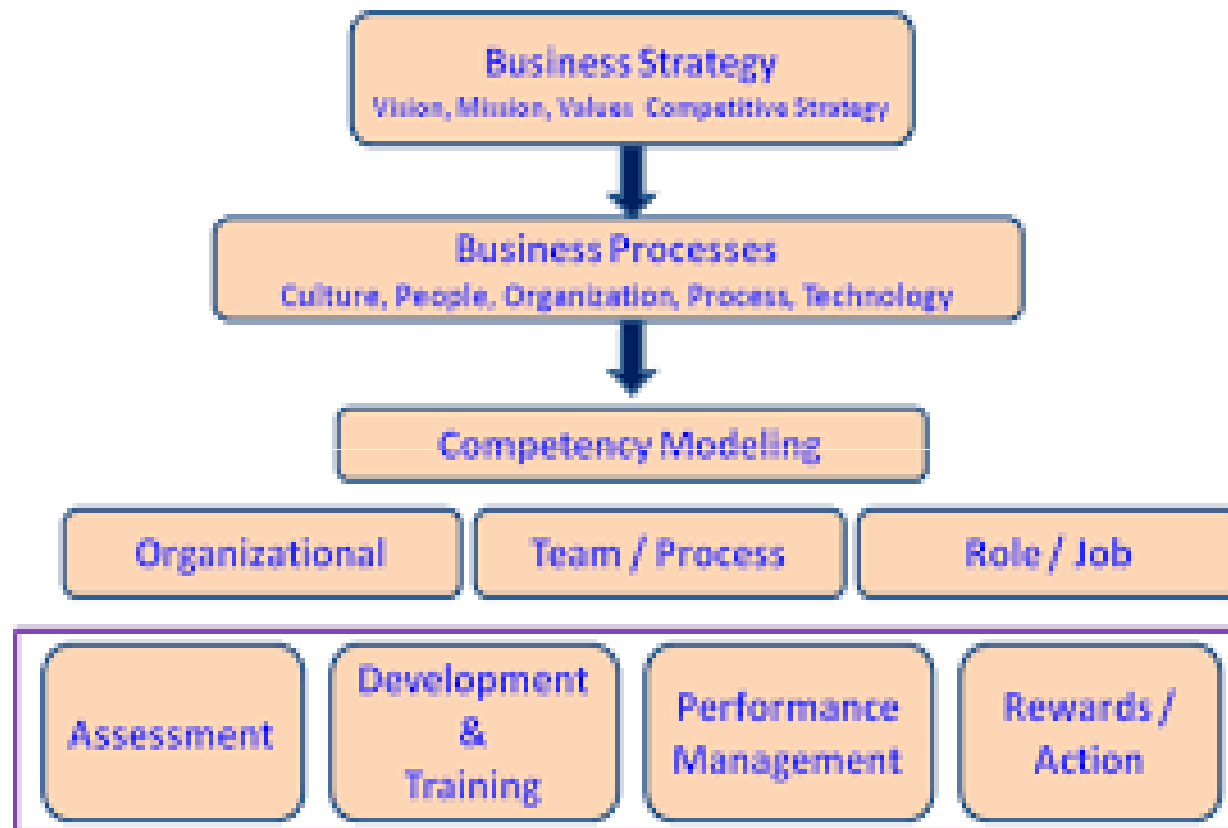 Business Strategy
Vision, Mission, Values Competitive Strategy
Business Processes
Culture, People, Organization, Process, Technology
Competency Modeling
Organizational
Team / Process
Role / Job
Assessment
Development
&
Training
Performance
Management
Rewards /
Action